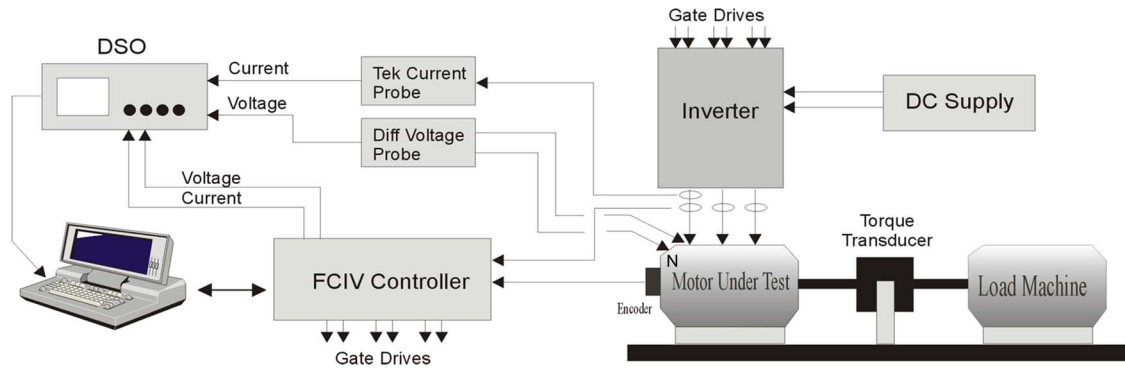 Gate Drives
DSO
Current
Tek Current
Probe
Voltage
Diff Voltage
Probe
Inverter
DC Supply
Voltage
Current
Torque
Transducer
FCIV Controller
N
Motor Under Test
Load Machine
Encoder
Gate Drives